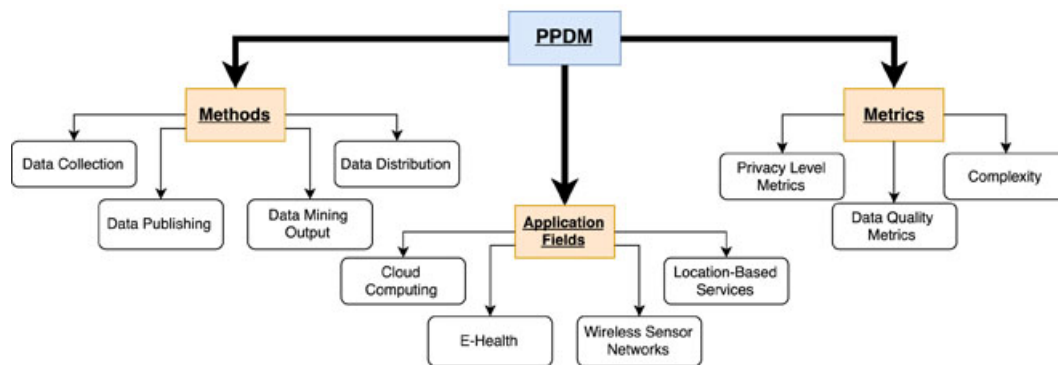 PPDM
Methods
Metrics
Data Collection
Data Distribution
Data Publishing
Data Mining
Output
Privacy Level
Metrics
Complexity
Data Quality
Metrics
Application
Fields
Cloud
Computing
Location-Based
Services
E-Health
Wireless Sensor
Networks